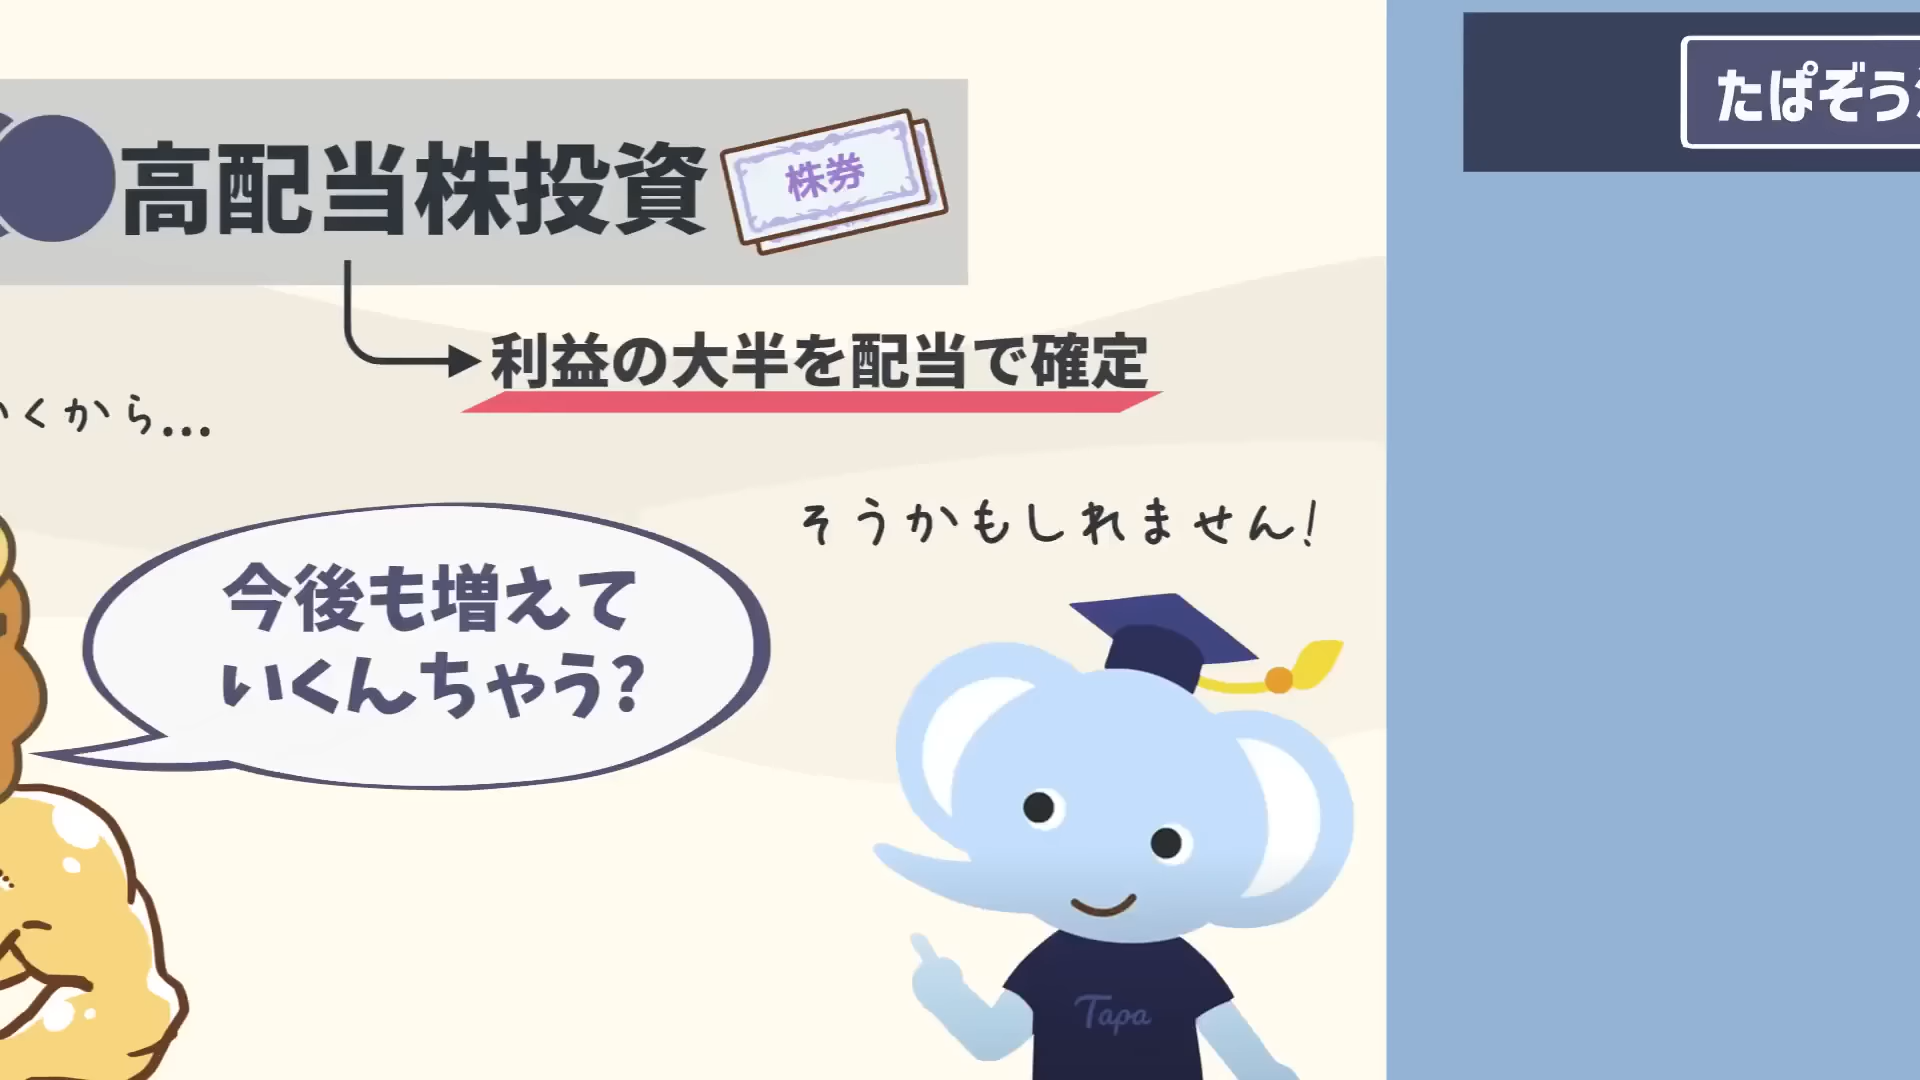 高配当株投資
株券
たぱぞう
利益の大半を配当で確定
くから...
そうかもしれません!
今後も増えて
いくんちゃう?
Tapa